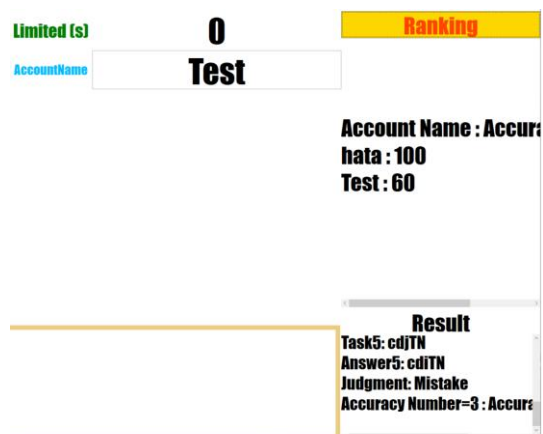 Limited (s) 0
AccountName Test
Ranking
Account Name : Accura
hata : 100
Test : 60
Result
Task5: cdjTN
Answer5: cdiTN
Judgment: Mistake
Accuracy Number=3 : Accura